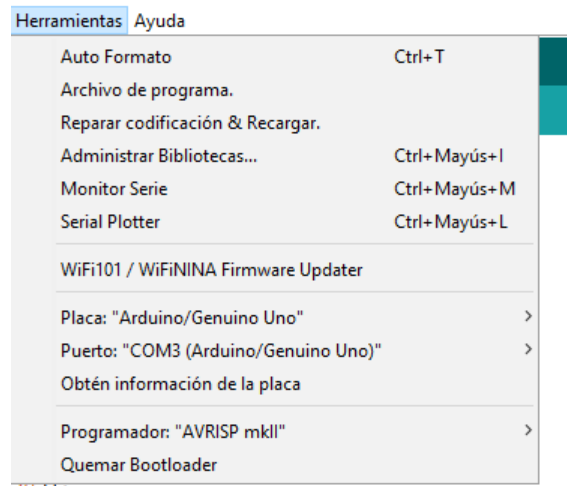 Herramientas Ayuda
Auto Formato Ctrl+T
Archivo de programa.
Reparar codificación & Recargar.
Administrar Bibliotecas... Ctrl+Mayús+I
Monitor Serie Ctrl+Mayús+M
Serial Plotter Ctrl+Mayús+L
WiFi101 / WiFiNINA Firmware Updater
Placa: "Arduino/Genuino Uno"
Puerto: "COM3 (Arduino/Genuino Uno)"
Obtén información de la placa
Programador: "AVRISP mkII"
Quemar Bootloader